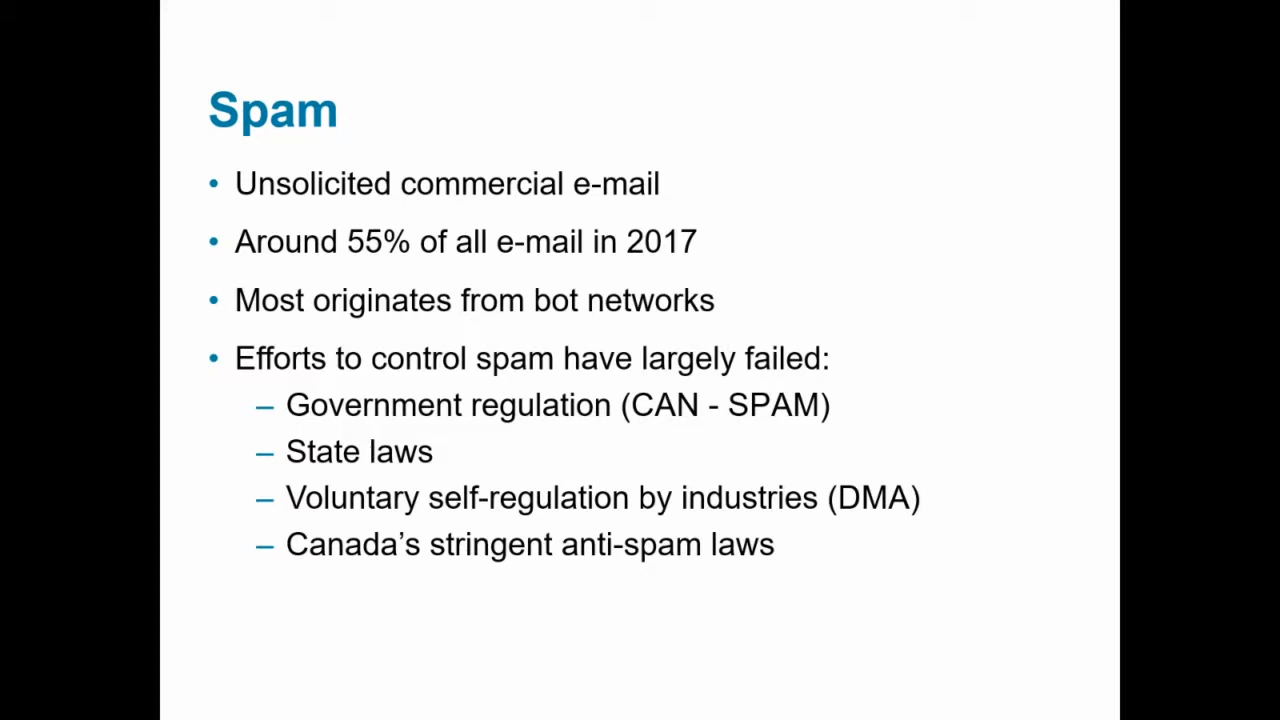 Spam
• Unsolicited commercial e-mail
• Around 55% of all e-mail in 2017
• Most originates from bot networks
• Efforts to control spam have largely failed:
– Government regulation (CAN - SPAM)
– State laws
– Voluntary self-regulation by industries (DMA)
– Canada’s stringent anti-spam laws